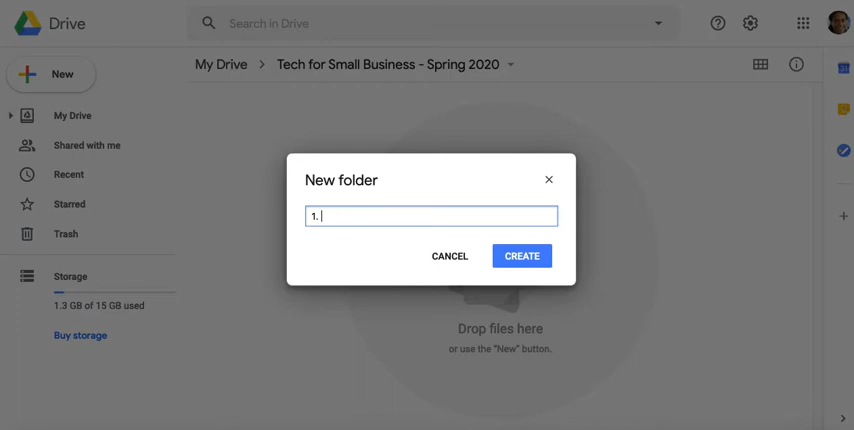 Drive
Search in Drive
New
My Drive
Shared with me
Recent
Starred
Trash
Storage
1.3 GB of 15 GB used
Buy storage
My Drive > Tech for Small Business - Spring 2020
New folder
1.
CANCEL
CREATE
Drop files here
or use the “New” button.
31